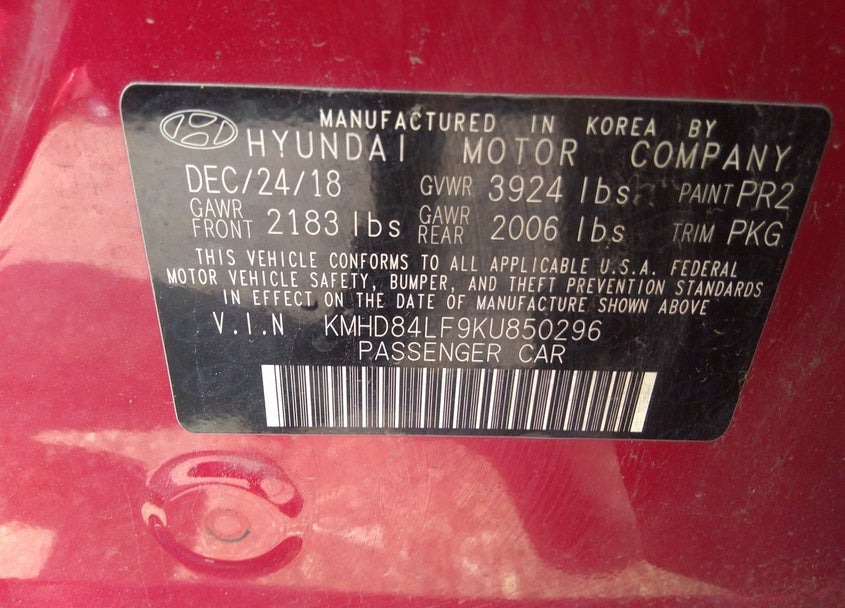 MANUFACTURED IN KOREA BY
HYUNDAI MOTOR COMPANY
DEC/24/18 GVWR 3924 lbs. PAINT PR2
GAWR FRONT 2183 lbs GAWR REAR 2006 lbs TRIM PKG
THIS VEHICLE CONFORMS TO ALL APPLICABLE U.S.A. FEDERAL
MOTOR VEHICLE SAFETY, BUMPER, AND THEFT PREVENTION STANDARDS
IN EFFECT ON THE DATE OF MANUFACTURE SHOWN ABOVE
V.I.N KMHD84LF9KU850296
PASSENGER CAR